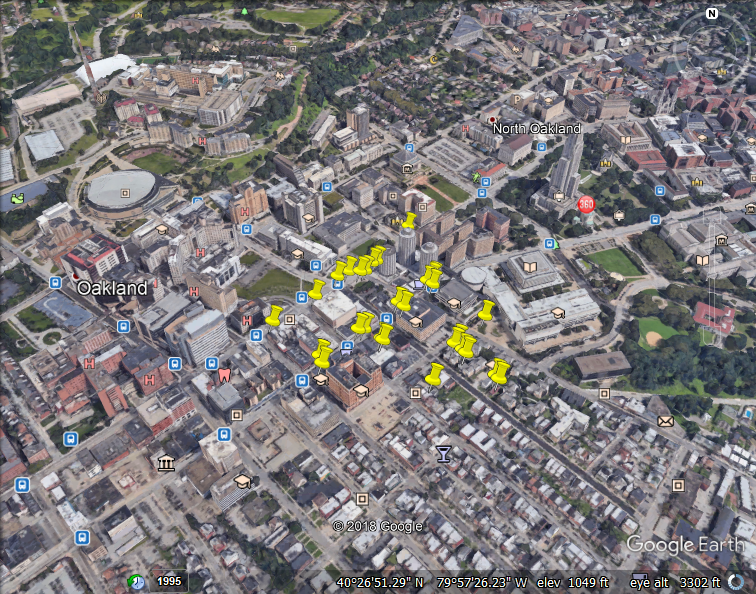 N
North Oakland
360
Oakland
© 2018 Google
Google Earth
1995
40°26'51.29" N 79°57'26.23" W elev 1049 ft eye alt 3302 ft